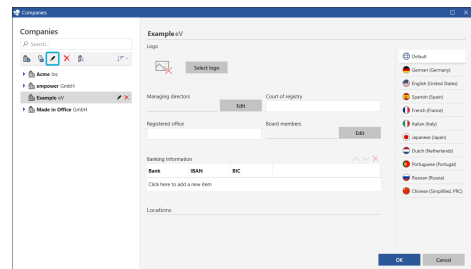 Companies
Companies
Search...
Acme Inc
empower GmbH
Example eV
Made in Office GmbH
Example eV
Logo
Select logo
Managing directors
Edit
Court of registry
Registered office
Board members
Edit
Banking Information
Bank IBAN BIC
Click here to add a new item
Locations
Default
German (Germany)
English (United States)
Spanish (Spain)
French (France)
Italian (Italy)
Japanese (Japan)
Dutch (Netherlands)
Portuguese (Portugal)
Russian (Russia)
Chinese (Simplified, PRC)
OK Cancel